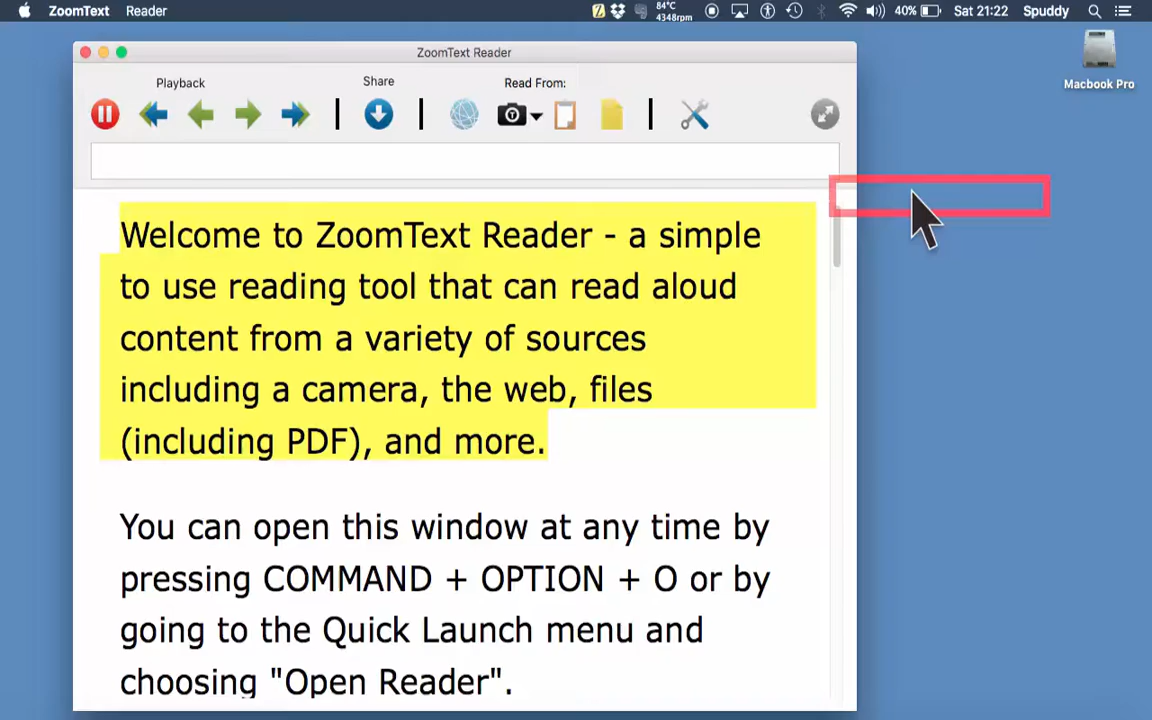 ZoomText Reader 84°C 4348rpm 40% Sat 21:22 Spuddy
ZoomText Reader
Playback Share Read From:
Macbook Pro
Welcome to ZoomText Reader - a simple
to use reading tool that can read aloud
content from a variety of sources
including a camera, the web, files
(including PDF), and more.
You can open this window at any time by
pressing COMMAND + OPTION + O or by
going to the Quick Launch menu and
choosing "Open Reader".